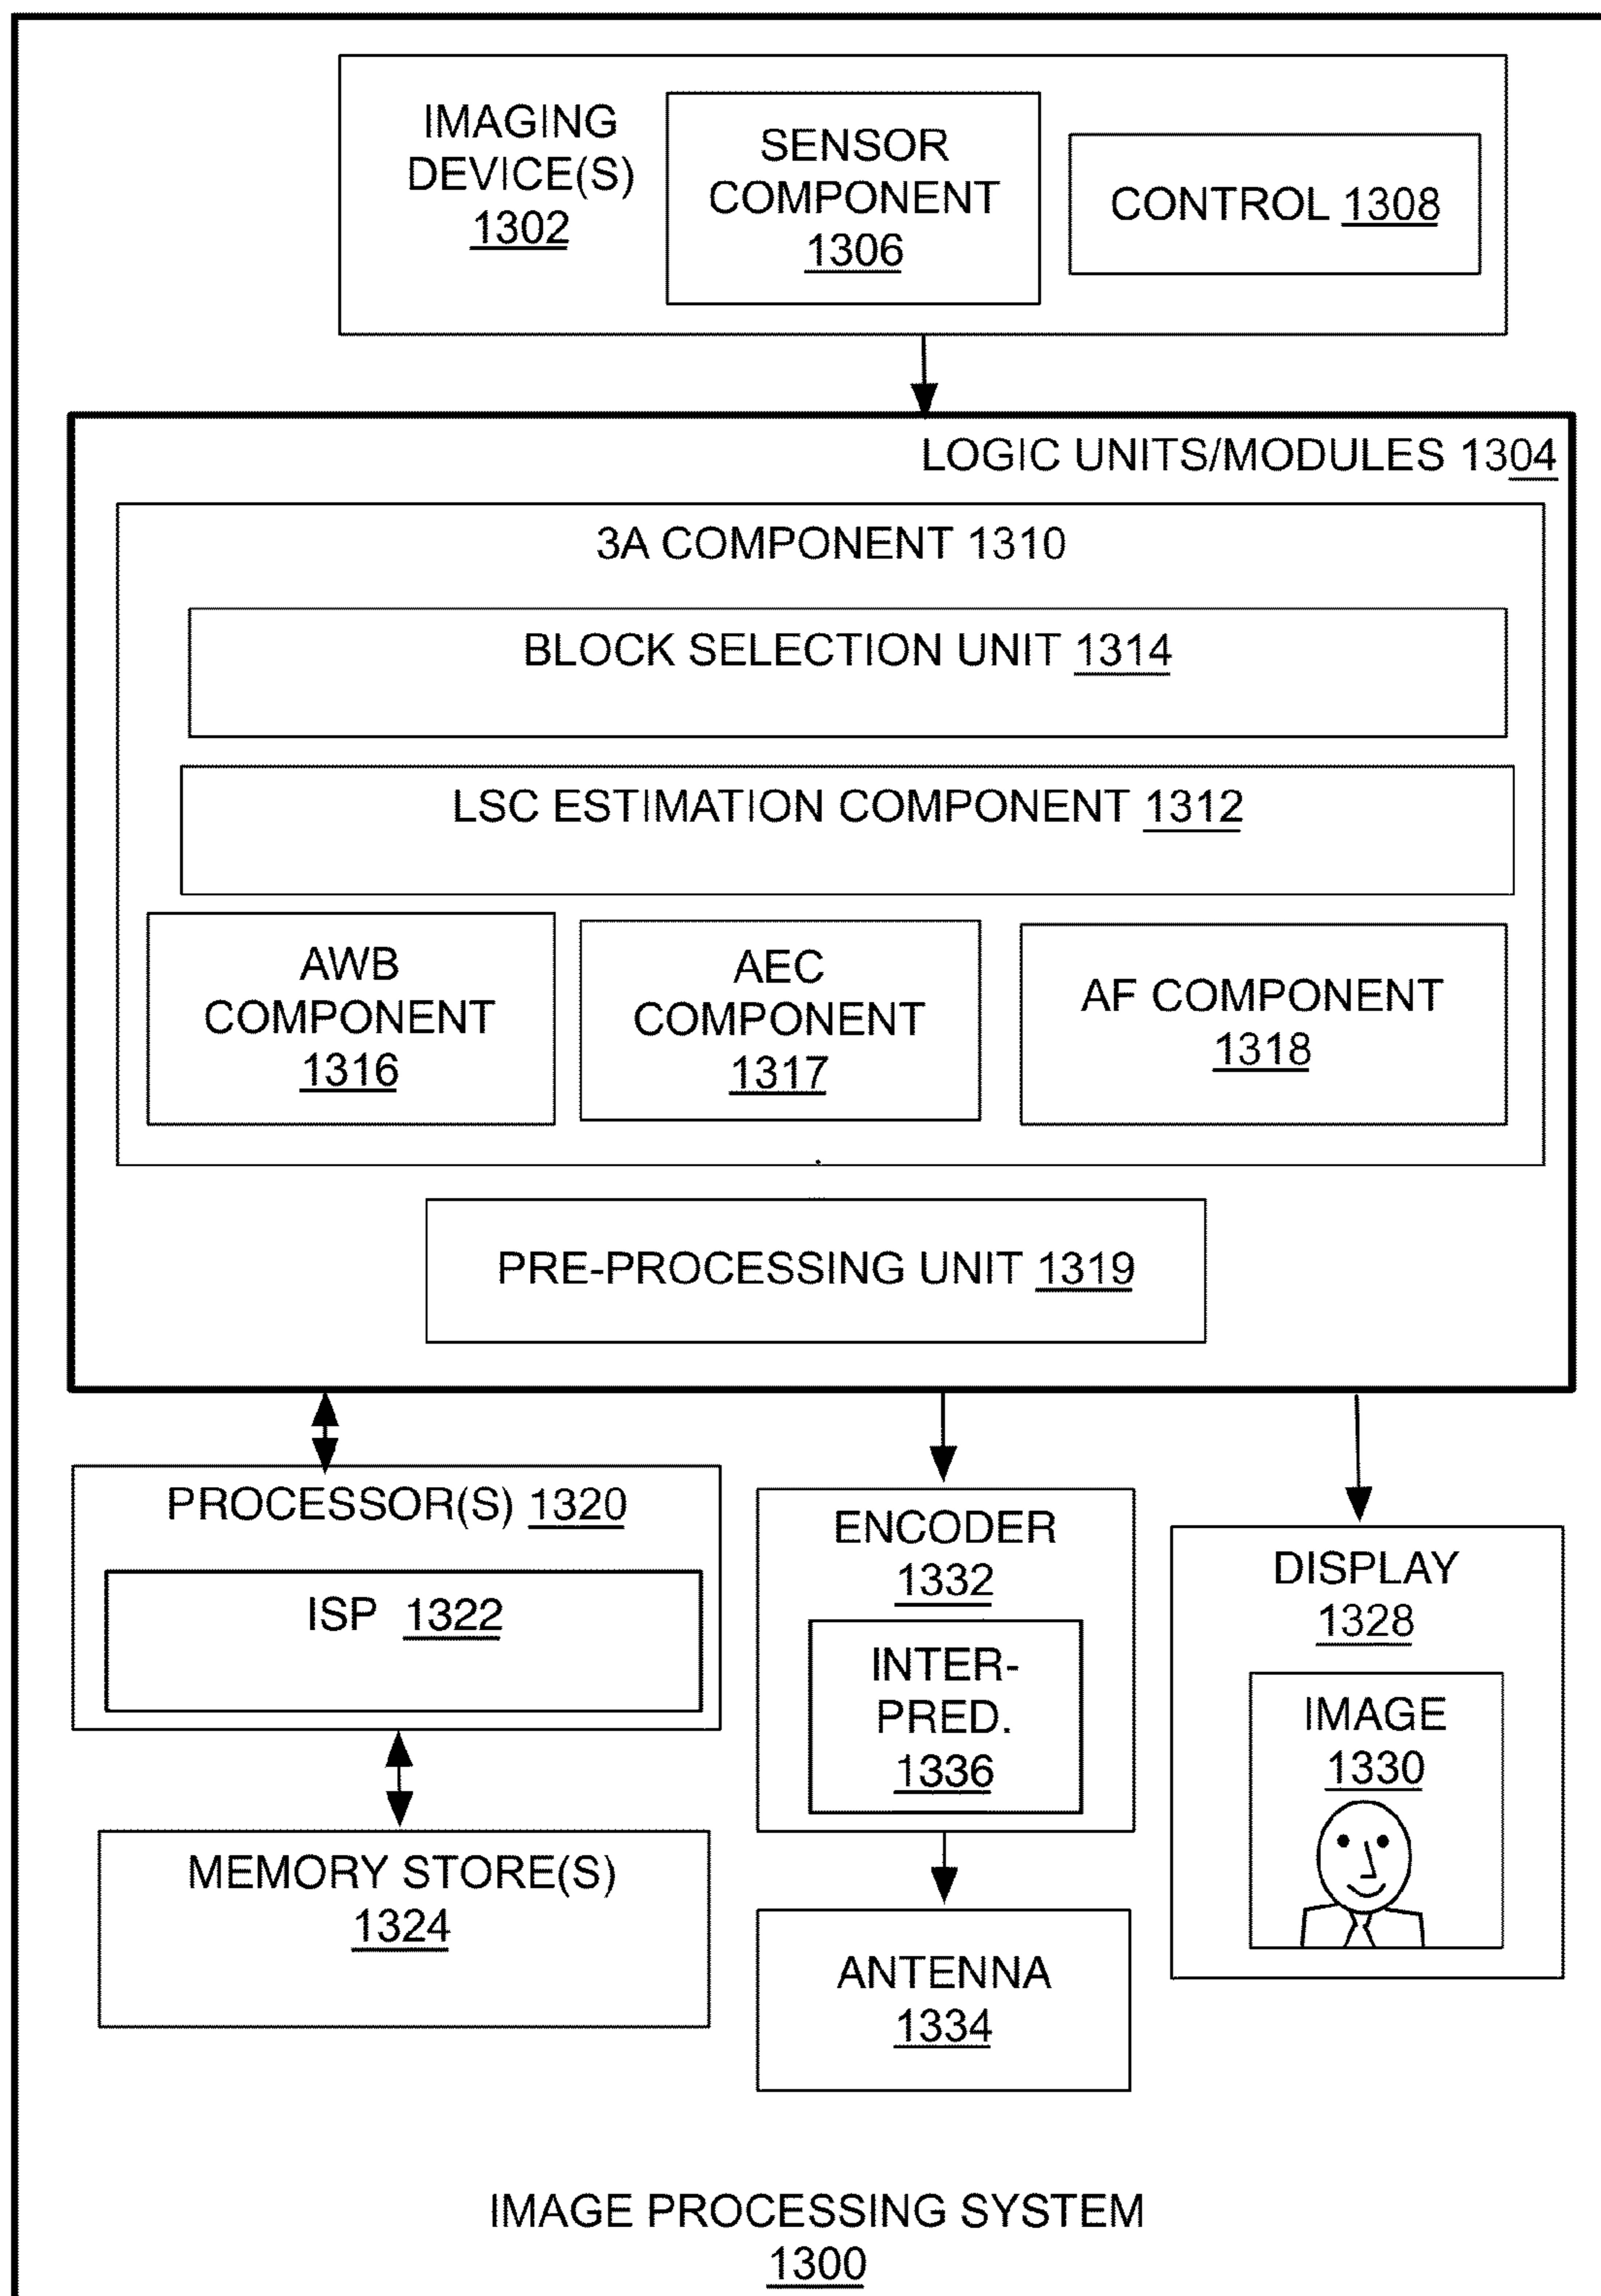 IMAGING
DEVICE(S)
1302
SENSOR
COMPONENT
1306
CONTROL 1308
LOGIC UNITS/MODULES 1304
3A COMPONENT 1310
BLOCK SELECTION UNIT 1314
LSC ESTIMATION COMPONENT 1312
AWB
COMPONENT
1316
AEC
COMPONENT
1317
AF COMPONENT
1318
PRE-PROCESSING UNIT 1319
PROCESSOR(S) 1320
ISP 1322
MEMORY STORE(S)
1324
ENCODER
1332
INTER-
PRED.
1336
ANTENNA
1334
DISPLAY
1328
IMAGE
1330
IMAGE PROCESSING SYSTEM
1300